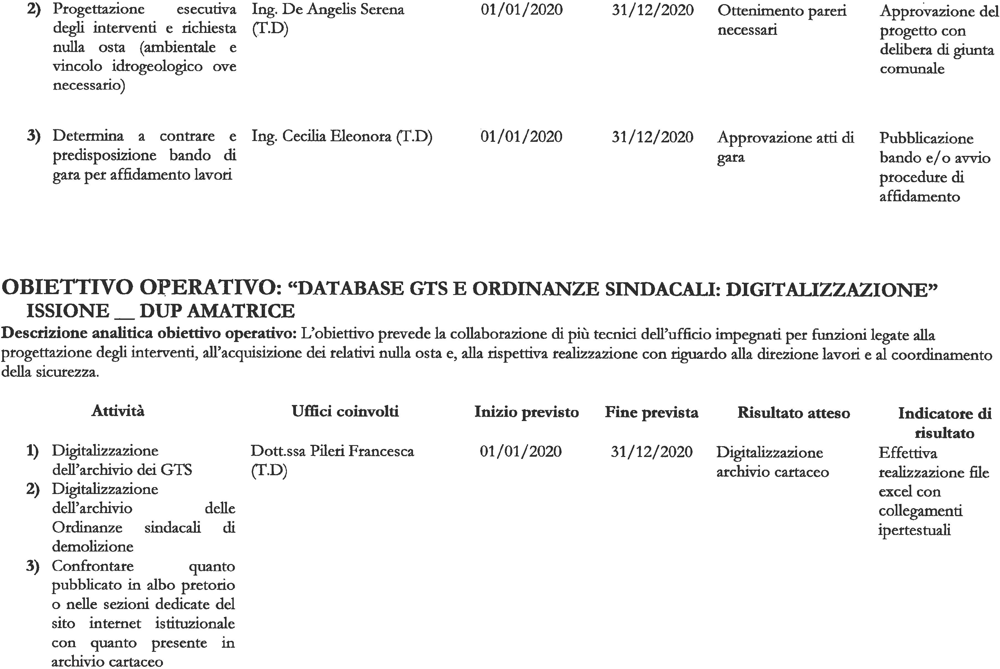 2) Progettazione esecutiva
degli interventi e richiesta
nulla osta (ambientale e
vincolo idrogeologico ove
necessario)
Ing. De Angelis Serena
(T.D)
01/01/2020
31/12/2020
Ottenimento pareri
necessari
Approvazione del
progetto con
delibera di giunta
comunale
3) Determina a contrare e
predisposizione bando di
gara per affidamento lavori
Ing. Cecilia Eleonora (T.D)
01/01/2020
31/12/2020
Approvazione atti di
gara
Pubblicazione
bando e/o avvio
procedure di
affidamento
OBIETTIVO OPERATIVO: “DATABASE GTS E ORDINANZE SINDACALI: DIGITALIZZAZIONE”
ISSIONE __ DUP AMATRICE
Descrizione analitica obiettivo operativo: L’obiettivo prevede la collaborazione di più tecnici dell’ufficio impegnati per funzioni legate alla
progettazione degli interventi, all’acquisizione dei relativi nulla osta e, alla rispettiva realizzazione con riguardo alla direzione lavori e al coordinamento
della sicurezza.
Attività
Uffici coinvolti
Inizio previsto
Fine prevista
Risultato atteso
Indicatore di
risultato
1) Digitalizzazione
dell’archivio dei GTS
2) Digitalizzazione
dell’archivio delle
Ordinanze sindacali di
demolizione
3) Confrontare quanto
pubblicato in albo pretorio
o nelle sezioni dedicate del
sito internet istituzionale
con quanto presente in
archivio cartaceo
Dott.ssa Pileri Francesca
(T.D)
01/01/2020
31/12/2020
Digitalizzazione
archivio cartaceo
Effettiva
realizzazione file
excel con
collegamenti
ipertestuali